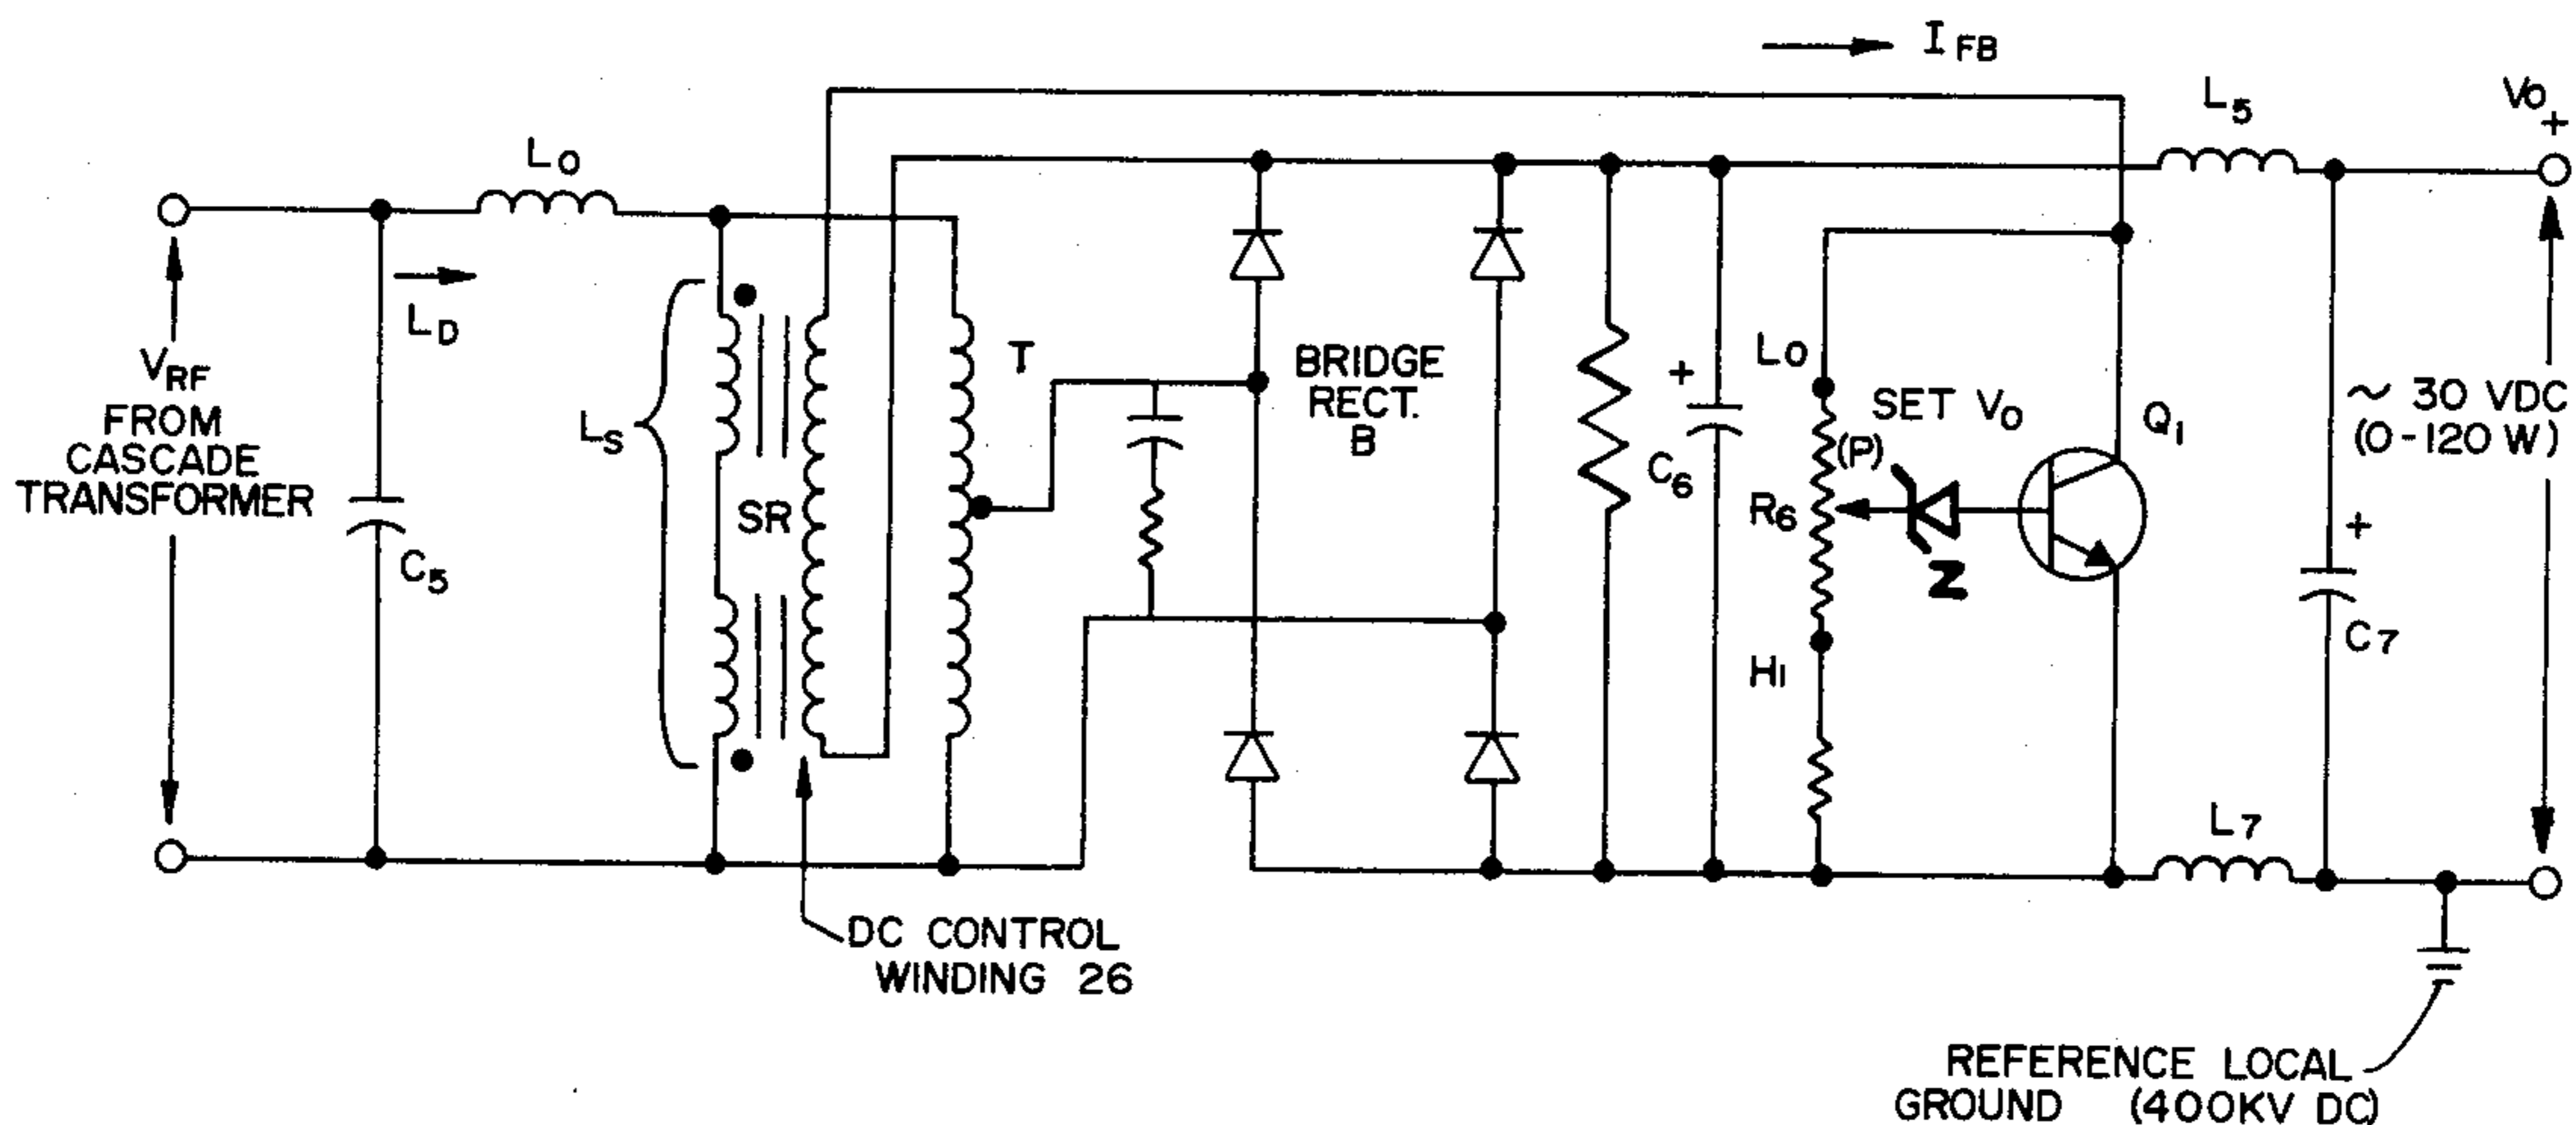 I FB
L5
Vo
+
LO
LD
VRF
FROM
CASCADE
TRANSFORMER
C5
LS
SR
T
BRIDGE
RECT.
B
+
C6
LO
SET VO
(P)
R6
HI
N
Q1
~ 30 VDC
(0-120 W)
+
C7
L7
DC CONTROL
WINDING 26
REFERENCE LOCAL
GROUND (400KV DC)